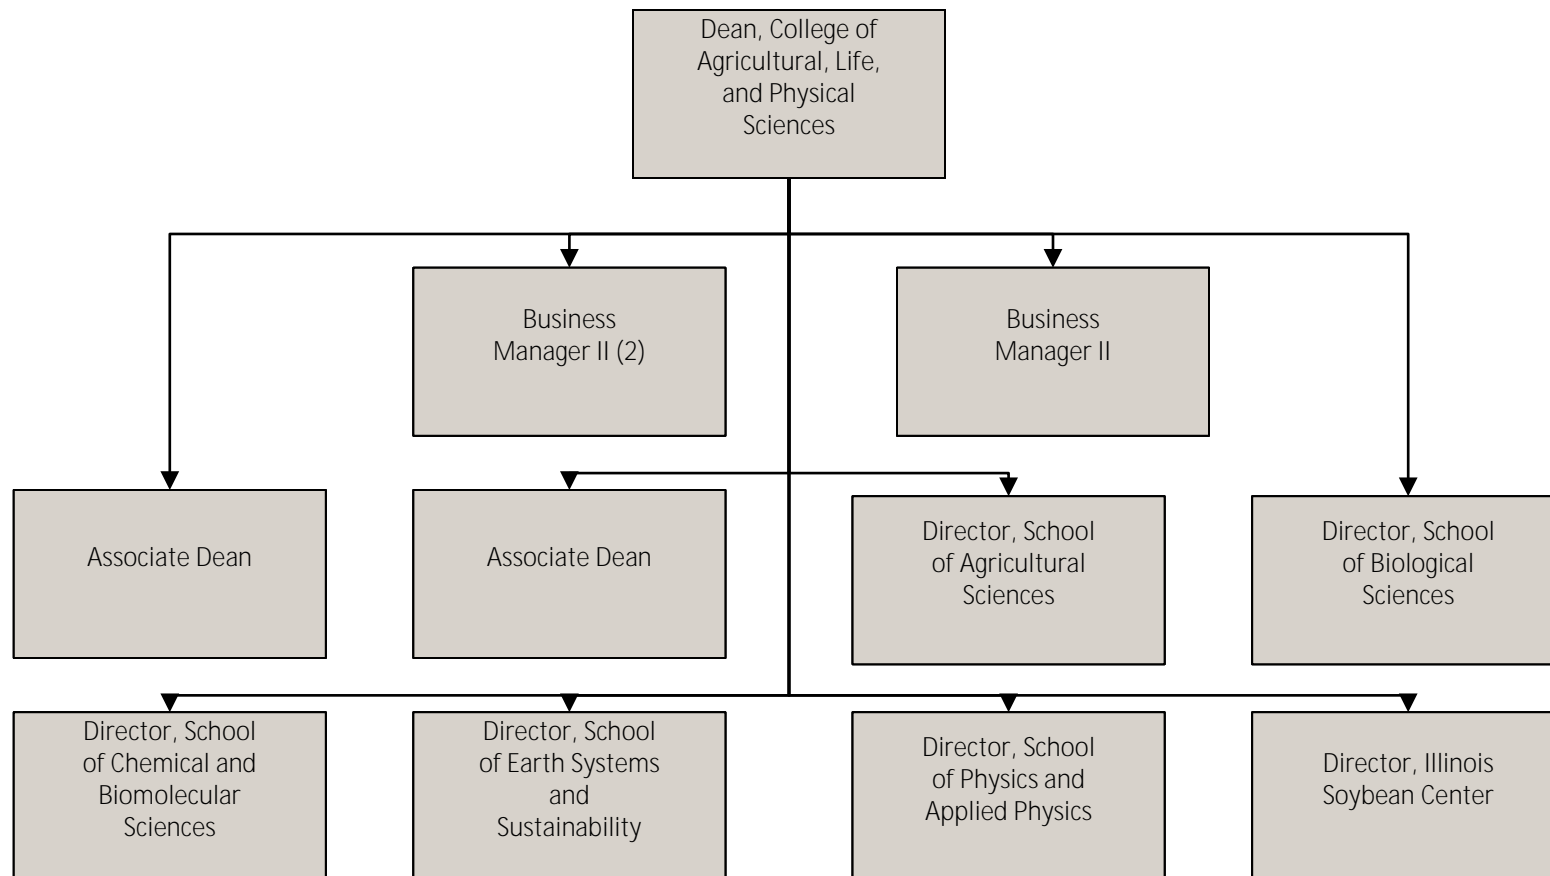 Dean, College of
Agricultural, Life,
and Physical
Sciences
Business
Manager II (2)
Business
Manager II
Associate Dean
Associate Dean
Director, School
of Agricultural
Sciences
Director, School
of Biological
Sciences
Director, School
of Chemical and
Biomolecular
Sciences
Director, School
of Earth Systems
and
Sustainability
Director, School
of Physics and
Applied Physics
Director, Illinois
Soybean Center